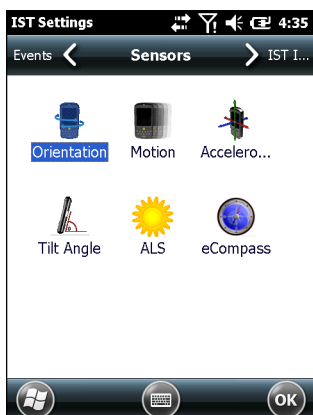 IST Settings 4:35
Events Sensors IST I...
Orientation Motion Accelero...
Tilt Angle ALS eCompass
OK